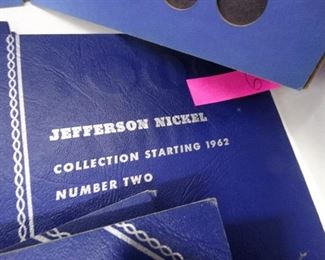 JEFFERSON NICKEL
COLLECTION STARTING 1962
NUMBER TWO